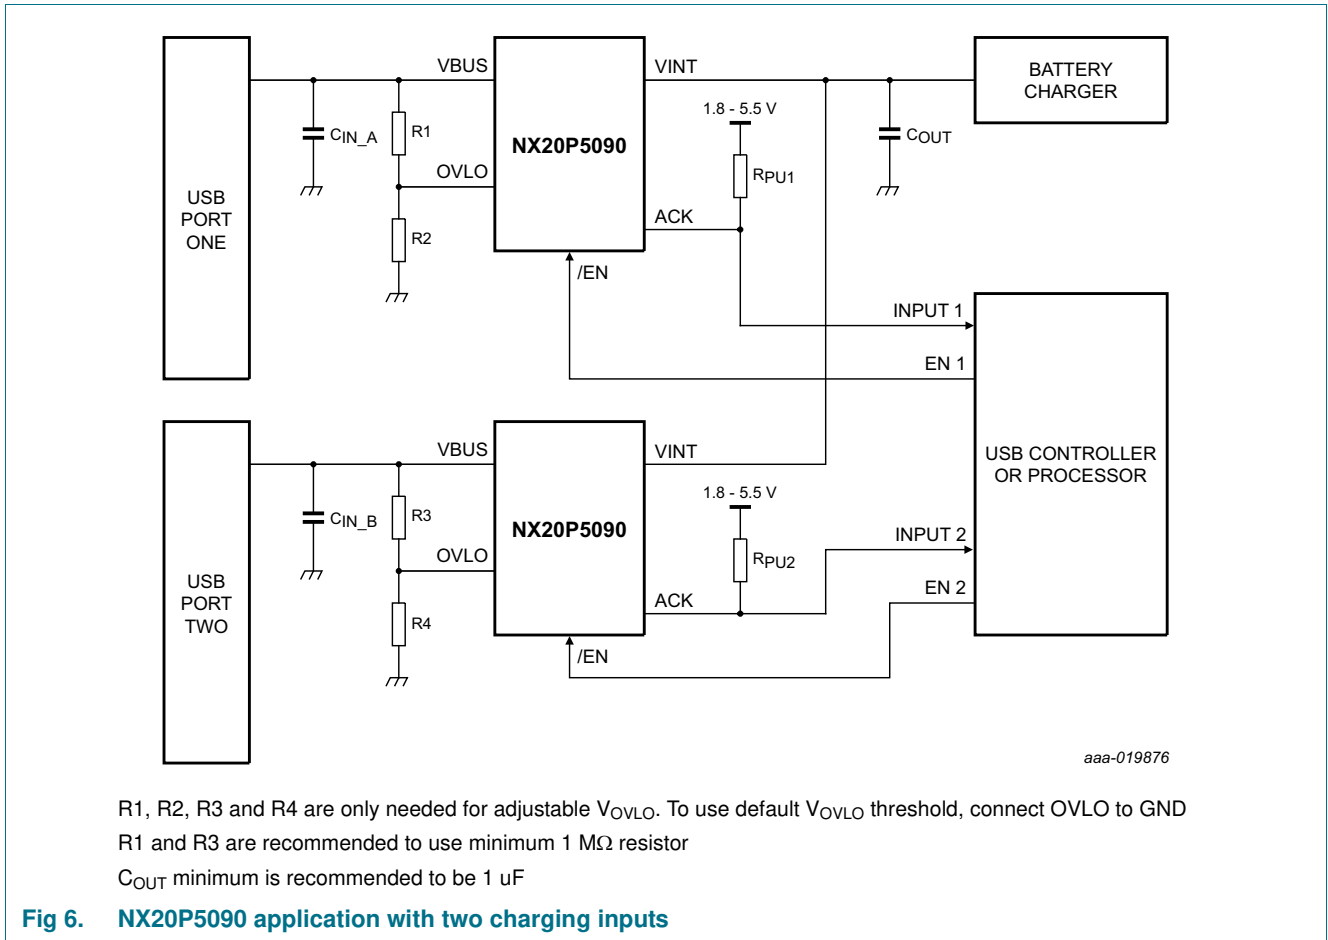 VBUS
VINT
BATTERY
CHARGER
1.8 - 5.5 V
CIN_A
R1
NX20P5090
COUT
RPU1
OVLO
USB
PORT
ONE
ACK
R2
/EN
INPUT 1
EN 1
VBUS
VINT
USB CONTROLLER
OR PROCESSOR
1.8 - 5.5 V
CIN_B
R3
NX20P5090
INPUT 2
OVLO
RPU2
USB
PORT
TWO
EN 2
ACK
R4
/EN
aaa-019876
R1, R2, R3 and R4 are only needed for adjustable VOVLO. To use default VOVLO threshold, connect OVLO to GND
R1 and R3 are recommended to use minimum 1 MΩ resistor
COUT minimum is recommended to be 1 uF
Fig 6. NX20P5090 application with two charging inputs